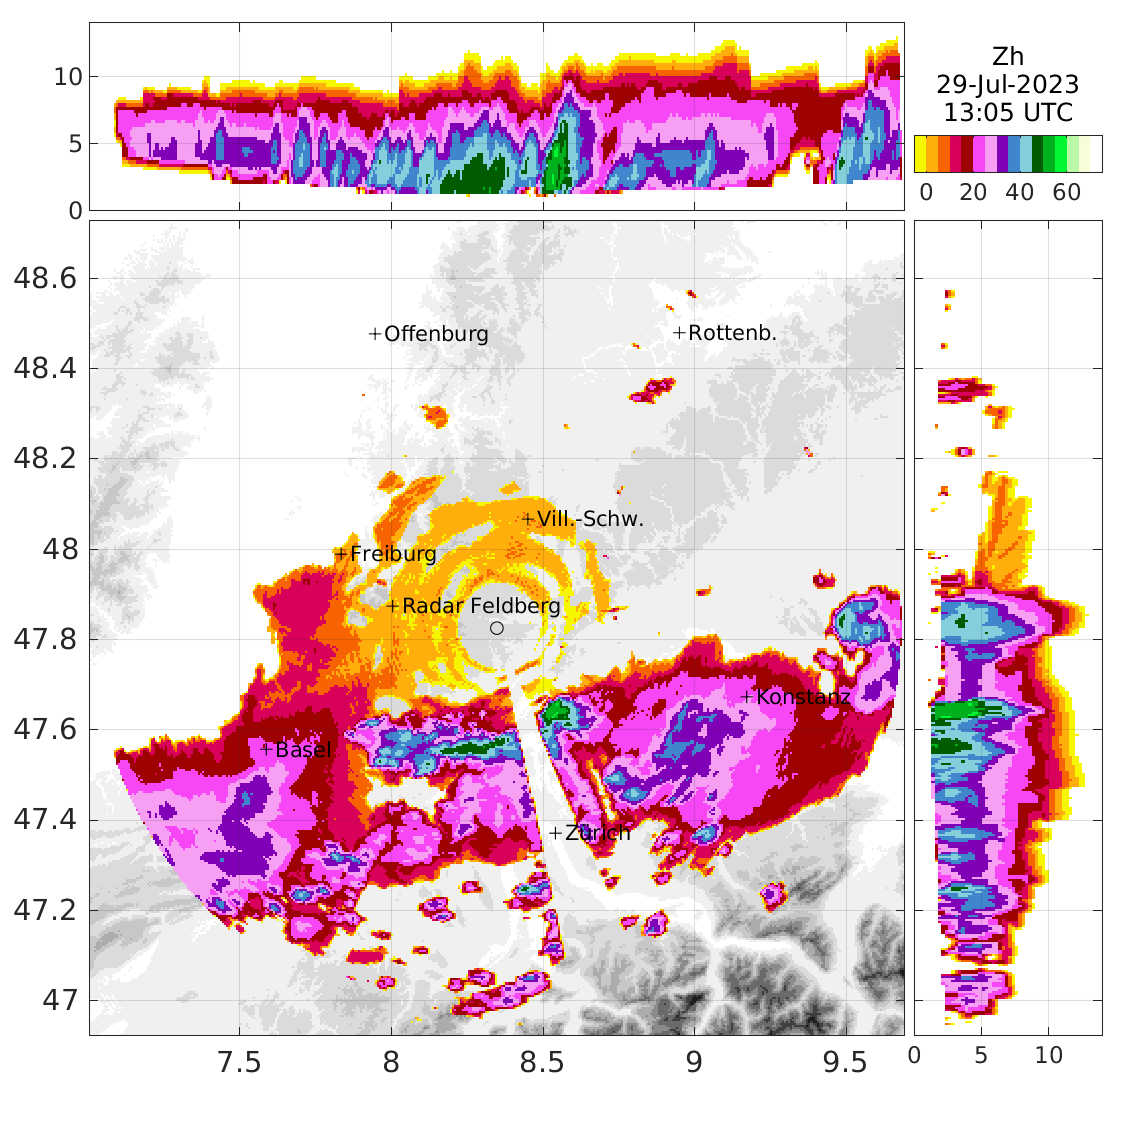 10
5
0
Zh
29-Jul-2023
13:05 UTC
0 20 40 60
48.6
48.4
48.2
48
47.8
47.6
47.4
47.2
47
+Offenburg
+Rottenb.
+Vill.-Schw.
+Freiburg
+Radar Feldberg
+Konstanz
+Basel
+Zürich
7.5 8 8.5 9 9.5
0 5 10